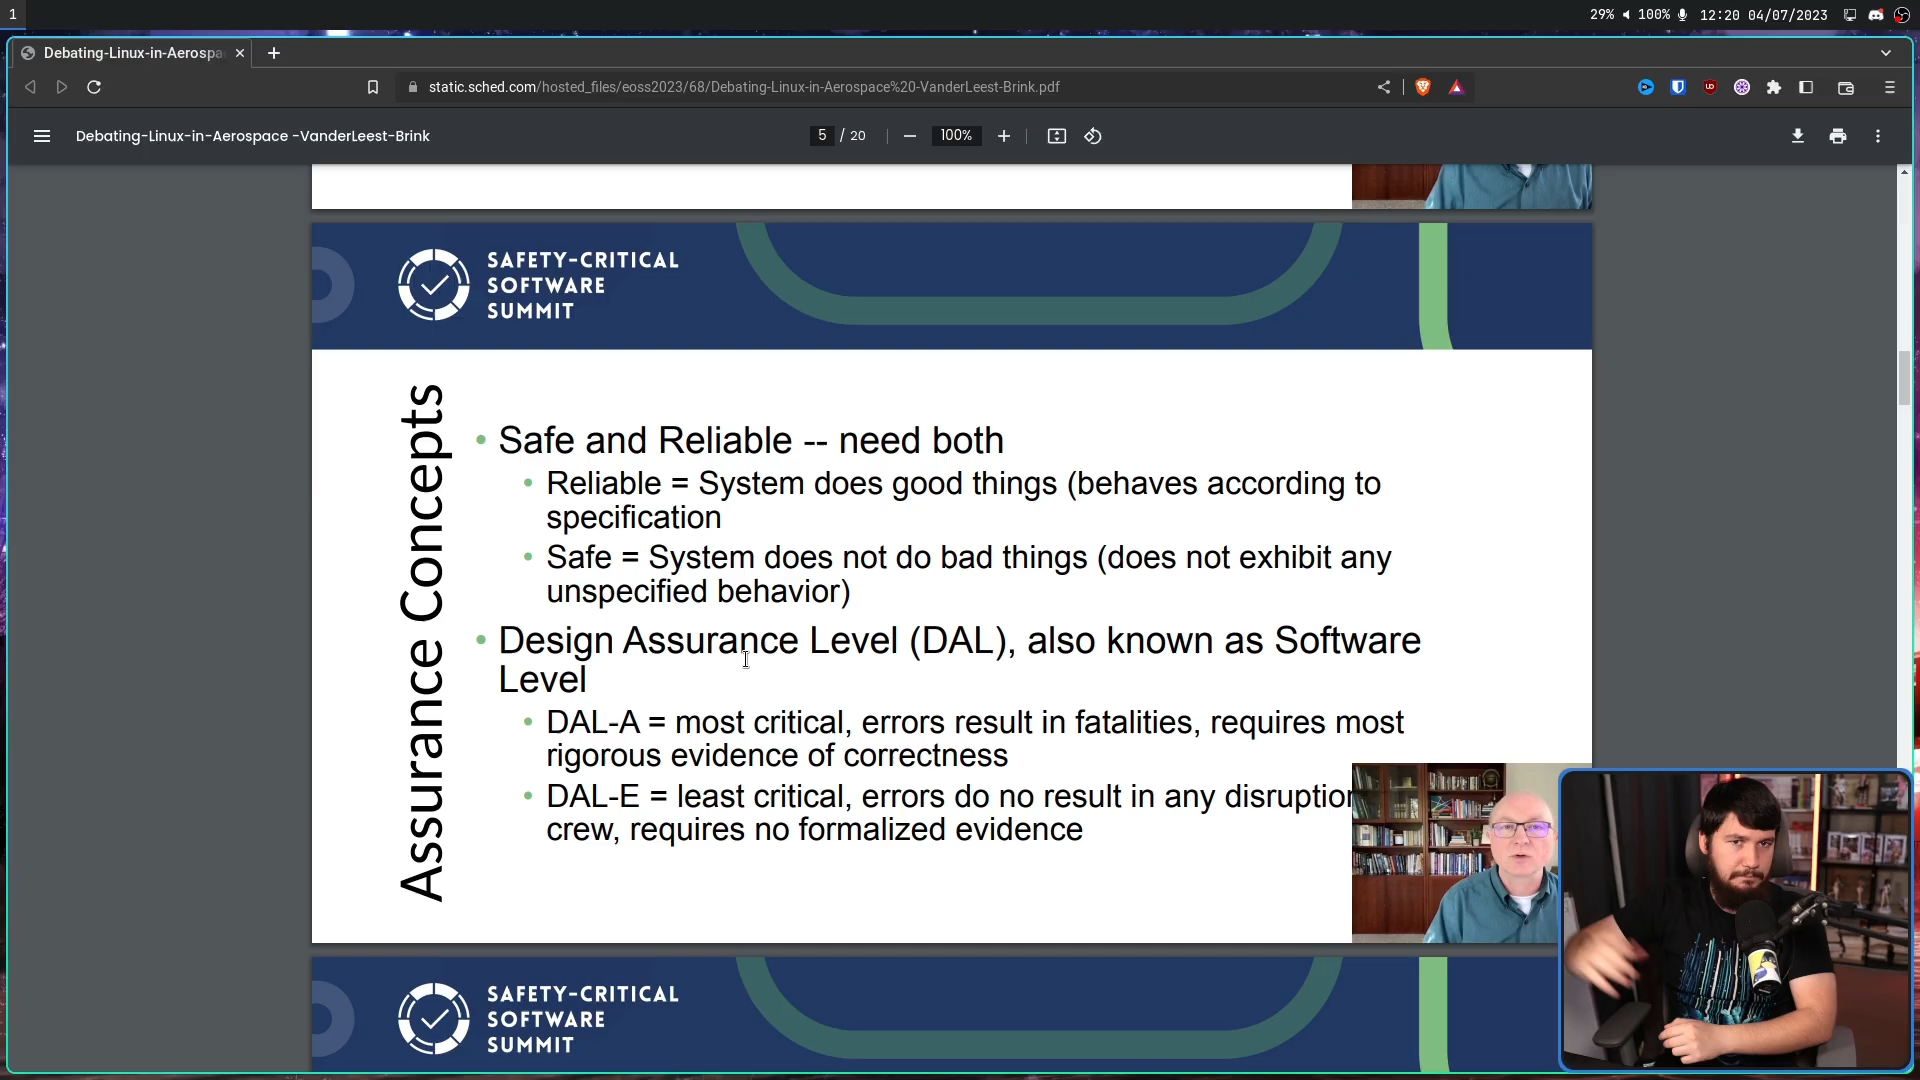 1
29% 100% 12:20 04/07/2023
Debating-Linux-in-Aerospa
static.sched.com/hosted_files/eoss2023/68/Debating-Linux-in-Aerospace%20-VanderLeest-Brink.pdf
Debating-Linux-in-Aerospace -VanderLeest-Brink
5 / 20
100%
SAFETY-CRITICAL
SOFTWARE
SUMMIT
Assurance Concepts
• Safe and Reliable -- need both
• Reliable = System does good things (behaves according to
specification
• Safe = System does not do bad things (does not exhibit any
unspecified behavior)
• Design Assurance Level (DAL), also known as Software
Level
• DAL-A = most critical, errors result in fatalities, requires most
rigorous evidence of correctness
• DAL-E = least critical, errors do no result in any disruption
crew, requires no formalized evidence
SAFETY-CRITICAL
SOFTWARE
SUMMIT